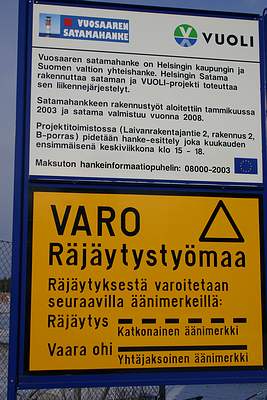 VUOSAAREN
SATAMAHANKE
VUOLI
Vuosaaren satamahanke on Helsingin kaupungin ja
Suomen valtion yhteishanke. Helsingin Satama
rakennuttaa sataman ja VUOLI-projekti toteuttaa
sen liikennejärjestelyt.
Satamahankkeen rakennustyöt aloitettiin tammikuussa
2003 ja satama valmistuu vuonna 2008.
Projektitoimistossa (Laivanrakentajantie 2, rakennus 2,
B-porras) pidetään hanke-esittely joka kuukauden
ensimmäisenä keskiviikkona klo 15 - 18.
Maksuton hankeinformaatiopuhelin: 08000-2003
VARO
Räjäytystyömaa
Räjäytyksestä varoitetaan
seuraavilla äänimerkeillä:
Räjäytys
Katkonainen äänimerkki
Vaara ohi
Yhtäjaksoinen äänimerkki